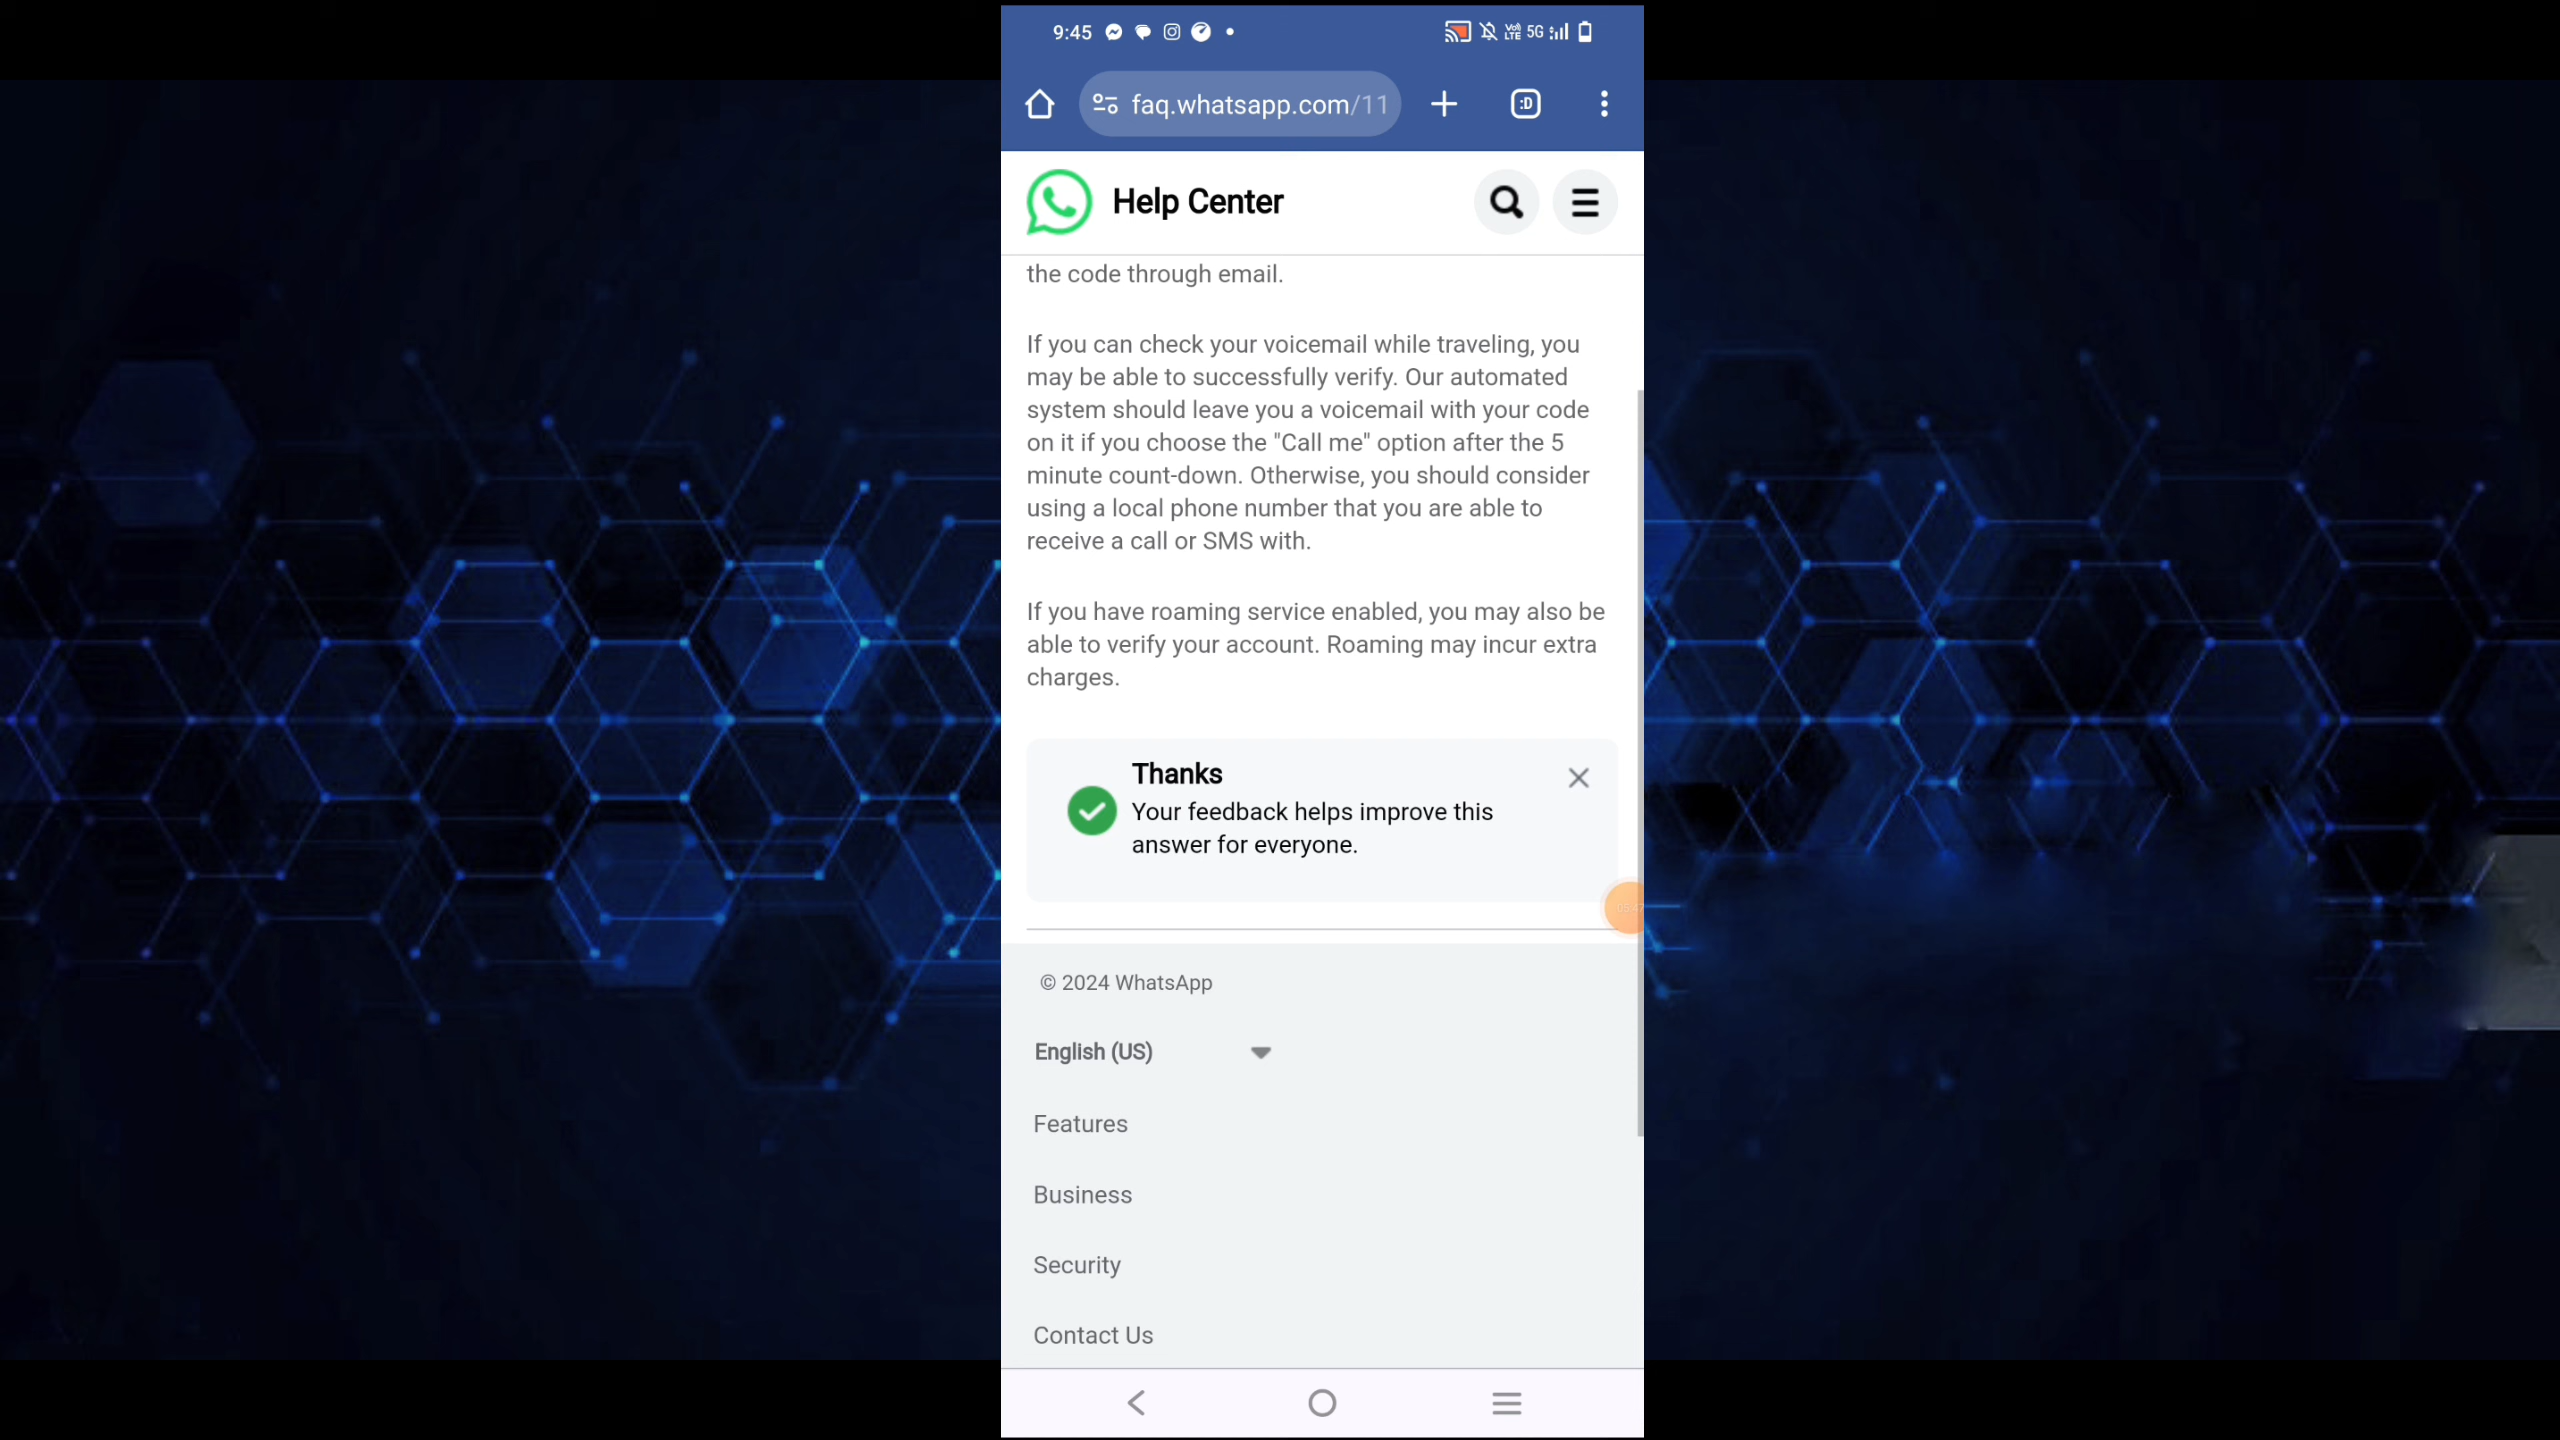 9:45
VoI) LTE 5G
faq.whatsapp.com/11
:D
Help Center
the code through email.
If you can check your voicemail while traveling, you
may be able to successfully verify. Our automated
system should leave you a voicemail with your code
on it if you choose the "Call me" option after the 5
minute count-down. Otherwise, you should consider
using a local phone number that you are able to
receive a call or SMS with.
If you have roaming service enabled, you may also be
able to verify your account. Roaming may incur extra
charges.
Thanks
Your feedback helps improve this
answer for everyone.
© 2024 WhatsApp
English (US)
Features
Business
Security
Contact Us